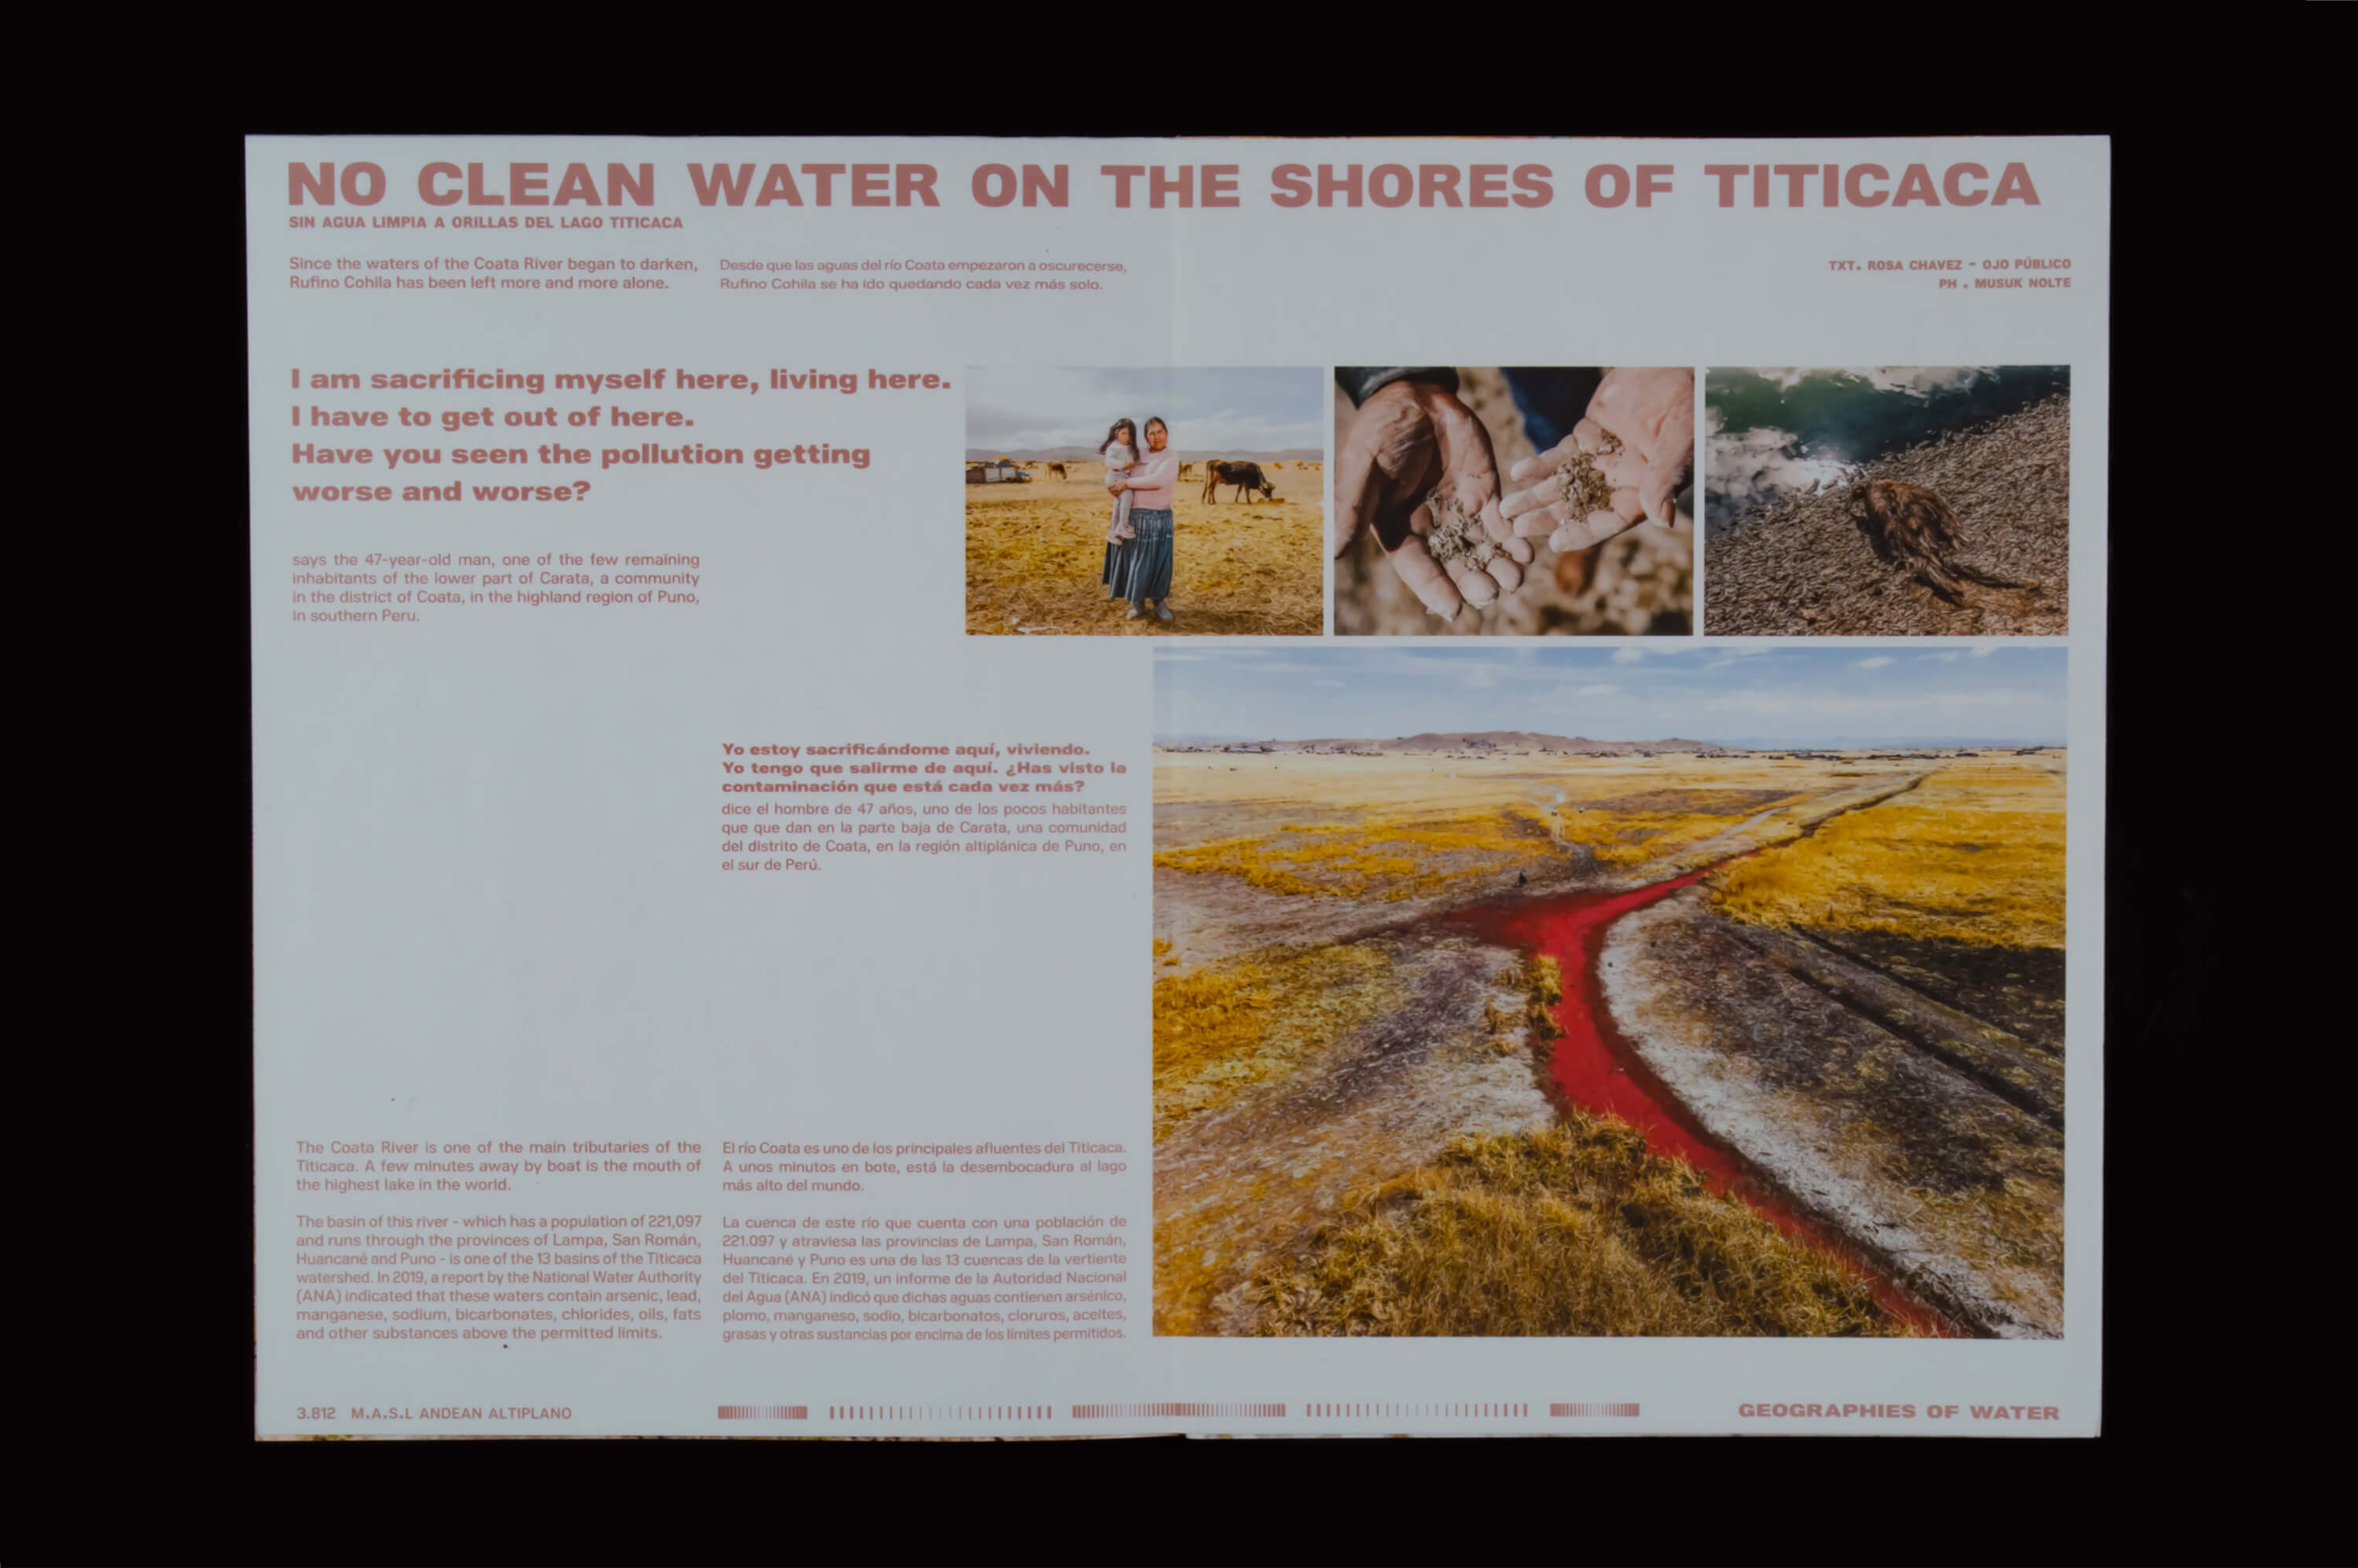 NO CLEAN WATER ON THE SHORES OF TITICACA
SIN AGUA LIMPIA A ORILLAS DEL LAGO TITICACA
Since the waters of the Coata River began to darken,
Rufino Cohila has been left more and more alone.
Desde que las aguas del río Coata empezaron a oscurecerse,
Rufino Cohila se ha ido quedando cada vez más solo.
TXT. ROSA CHAVEZ - OJO PÚBLICO
PH . MUSUK NOLTE
I am sacrificing myself here, living here.
I have to get out of here.
Have you seen the pollution getting
worse and worse?
says the 47-year-old man, one of the few remaining
inhabitants of the lower part of Carata, a community
in the district of Coata, in the highland region of Puno,
in southern Peru.
Yo estoy sacrificándome aquí, viviendo.
Yo tengo que salirme de aquí. ¿Has visto la
contaminación que está cada vez más?
dice el hombre de 47 años, uno de los pocos habitantes
que que dan en la parte baja de Carata, una comunidad
del distrito de Coata, en la región altiplánica de Puno, en
el sur de Perú.
The Coata River is one of the main tributaries of the
Titicaca. A few minutes away by boat is the mouth of
the highest lake in the world.
The basin of this river - which has a population of 221,097
and runs through the provinces of Lampa, San Román,
Huancané and Puno - is one of the 13 basins of the Titicaca
watershed. In 2019, a report by the National Water Authority
(ANA) indicated that these waters contain arsenic, lead,
manganese, sodium, bicarbonates, chlorides, oils, fats
and other substances above the permitted limits.
El río Coata es uno de los principales afluentes del Titicaca.
A unos minutos en bote, está la desembocadura al lago
más alto del mundo.
La cuenca de este río que cuenta con una población de
221.097 y atraviesa las provincias de Lampa, San Román,
Huancané y Puno es una de las 13 cuencas de la vertiente
del Titicaca. En 2019, un informe de la Autoridad Nacional
del Agua (ANA) indicó que dichas aguas contienen arsénico,
plomo, manganeso, sodio, bicarbonatos, cloruros, aceites,
grasas y otras sustancias por encima de los límites permitidos.
3.812 M.A.S.L ANDEAN ALTIPLANO
GEOGRAPHIES OF WATER